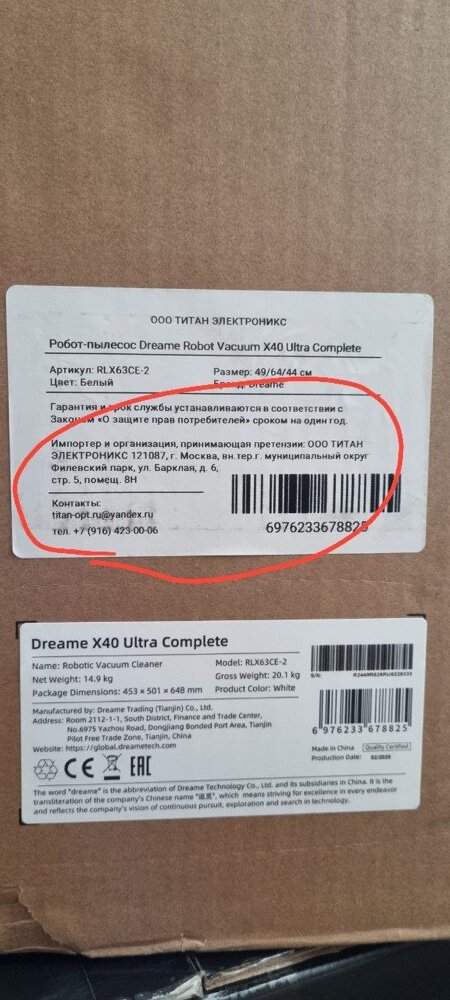 ООО ТИТАН ЭЛЕКТРОНИКС
Робот-пылесос Dreame Robot Vacuum X40 Ultra Complete
Артикул: RLX63CE-2 Размер: 49/64/44 см
Цвет: Белый Бренд: Dreame
Гарантия и срок службы устанавливаются в соответствии с
Законом «О защите прав потребителей» сроком на один год.
Импортер и организация, принимающая претензии: ООО ТИТАН
ЭЛЕКТРОНИКС 121087, г. Москва, вн.тер.г. муниципальный округ
Филевский парк, ул. Барклая, д. 6,
стр. 5, помещ. 8Н
Контакты:
titan-opt.ru@yandex.ru
тел. +7 (916) 423-00-06
6976233678825
Dreame X40 Ultra Complete
Name: Robotic Vacuum Cleaner Model: RLX63CE-2
Net Weight: 14.9 kg Gross Weight: 20.1 kg
Package Dimensions: 453 × 501 × 648 mm Product Color: White
S/N:
Manufactured by: Dreame Trading (Tianjin) Co., Ltd.
Address: Room 2112-1-1, South District, Finance and Trade Center,
No.6975 Yazhou Road, Dongjiang Bonded Port Area, Tianjin
Pilot Free Trade Zone, Tianjin, China
Website: https://global.dreametech.com
6 976233 678825
Made in China Quality Certified
Production Date: 02/2025
CE EAC
The word "dreame" is the abbreviation of Dreame Technology Co., Ltd. and its subsidiaries in China. It is the
transliteration of the company's Chinese name "追觅", which means striving for excellence in every endeavor
and reflects the company's vision of continuous pursuit, exploration and search in technology.